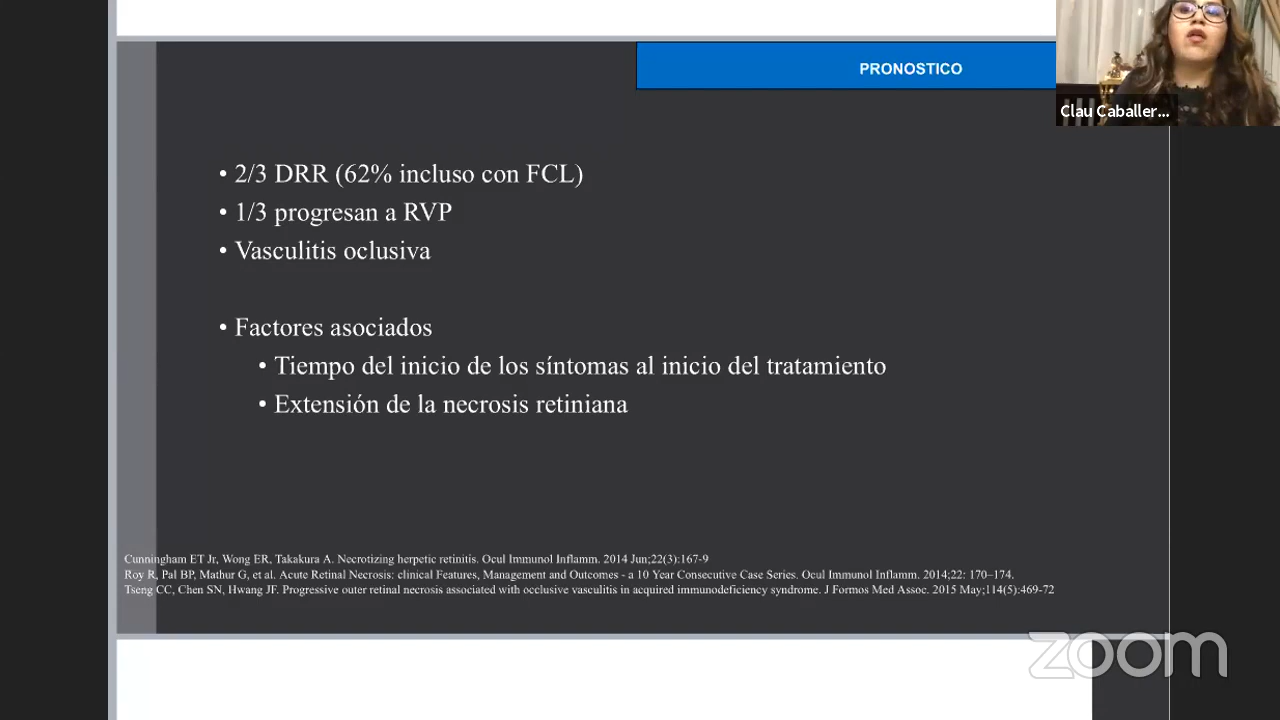 PRONOSTICO
Clau Caballer...
• 2/3 DRR (62% incluso con FCL)
• 1/3 progresan a RVP
• Vasculitis oclusiva
• Factores asociados
• Tiempo del inicio de los síntomas al inicio del tratamiento
• Extensión de la necrosis retiniana
Cunningham ET Jr, Wong ER, Takakura A. Necrotizing herpetic retinitis. Ocul Immunol Inflamm. 2014 Jun;22(3):167-9
Roy R, Pal BP, Mathur G, et al. Acute Retinal Necrosis: clinical Features, Management and Outcomes - a 10 Year Consecutive Case Series. Ocul Immunol Inflamm. 2014;22: 170–174.
Tseng CC, Chen SN, Hwang JF. Progressive outer retinal necrosis associated with occlusive vasculitis in acquired immunodeficiency syndrome. J Formos Med Assoc. 2015 May;114(5):469-72
zoom